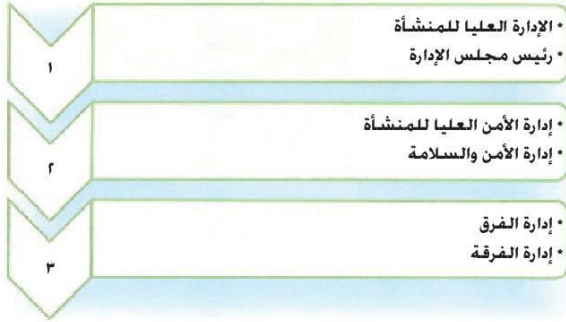 ١
• الإدارة العليا للمنشأة
• رئيس مجلس الإدارة
٢
• إدارة الأمن العليا للمنشأة
• إدارة الأمن والسلامة
٣
• إدارة الفرق
• إدارة الفرقة